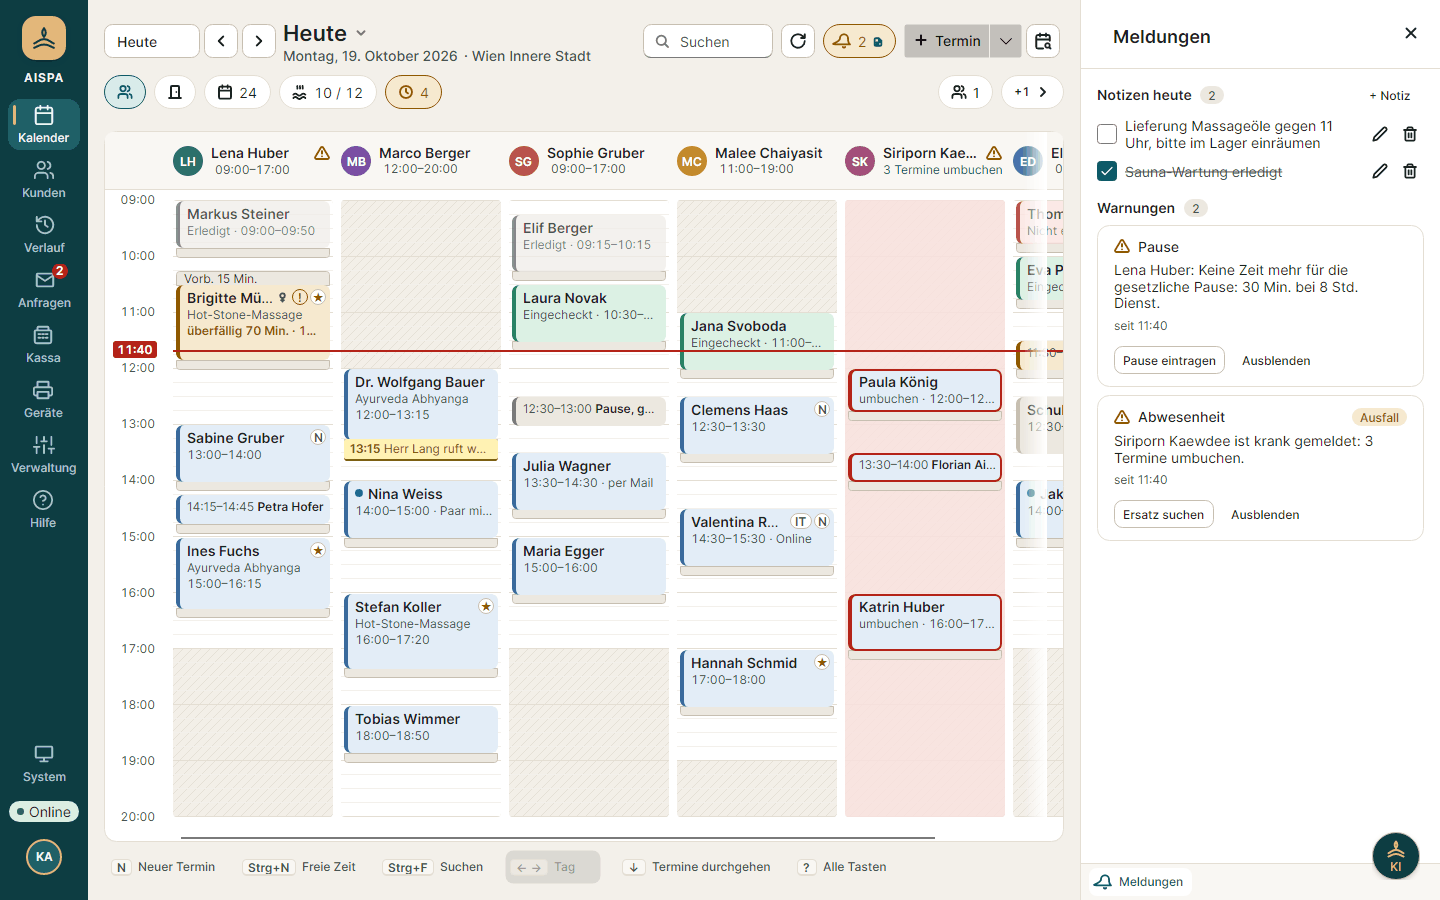 AISPA
Kalender
Kunden
Verlauf
2
Anfragen
Kassa
Geräte
Verwaltung
Hilfe
System
Online
KA
Heute
Heute
Montag, 19. Oktober 2026 · Wien Innere Stadt
Suchen
2
+ Termin
24
10 / 12
4
1
+1
LH
Lena Huber
09:00–17:00
MB
Marco Berger
12:00–20:00
SG
Sophie Gruber
09:00–17:00
MC
Malee Chaiyasit
11:00–19:00
SK
Siriporn Kae...
3 Termine umbuchen
ED
09:00
10:00
11:00
11:40
12:00
13:00
14:00
15:00
16:00
17:00
18:00
19:00
20:00
Markus Steiner
Erledigt · 09:00–09:50
Vorb. 15 Min.
Brigitte Mü...
Hot-Stone-Massage
überfällig 70 Min. · 1...
Sabine Gruber
N
13:00–14:00
14:15–14:45 Petra Hofer
Ines Fuchs
Ayurveda Abhyanga
15:00–16:15
Dr. Wolfgang Bauer
Ayurveda Abhyanga
12:00–13:15
13:15 Herr Lang ruft w...
Nina Weiss
14:00–15:00 · Paar mi...
Stefan Koller
Hot-Stone-Massage
16:00–17:20
Tobias Wimmer
18:00–18:50
Elif Berger
Erledigt · 09:15–10:15
Laura Novak
Eingecheckt · 10:30–...
12:30–13:00 Pause, g...
Julia Wagner
13:30–14:30 · per Mail
Maria Egger
15:00–16:00
Jana Svoboda
Eingecheckt · 11:00–...
Clemens Haas
N
12:30–13:30
Valentina R...
IT N
14:30–15:30 · Online
Hannah Schmid
17:00–18:00
Paula König
umbuchen · 12:00–12...
13:30–14:00 Florian Ai...
Katrin Huber
umbuchen · 16:00–17...
Eva P
N Neuer Termin
Strg+N Freie Zeit
Strg+F Suchen
← → Tag
↓ Termine durchgehen
? Alle Tasten
Meldungen
Notizen heute 2
+ Notiz
Lieferung Massageöle gegen 11
Uhr, bitte im Lager einräumen
Sauna-Wartung erledigt
Warnungen 2
Pause
Lena Huber: Keine Zeit mehr für die
gesetzliche Pause: 30 Min. bei 8 Std.
Dienst.
seit 11:40
Pause eintragen
Ausblenden
Abwesenheit
Ausfall
Siriporn Kaewdee ist krank gemeldet: 3
Termine umbuchen.
seit 11:40
Ersatz suchen
Ausblenden
KI
Meldungen